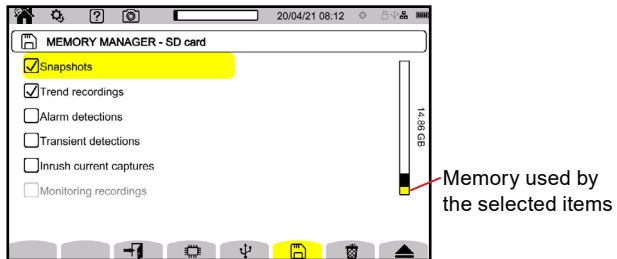 20/04/21 08:12
MEMORY MANAGER - SD card
Snapshots
Trend recordings
Alarm detections
Transient detections
Inrush current captures
Monitoring recordings
14.86 GB
Memory used by
the selected items